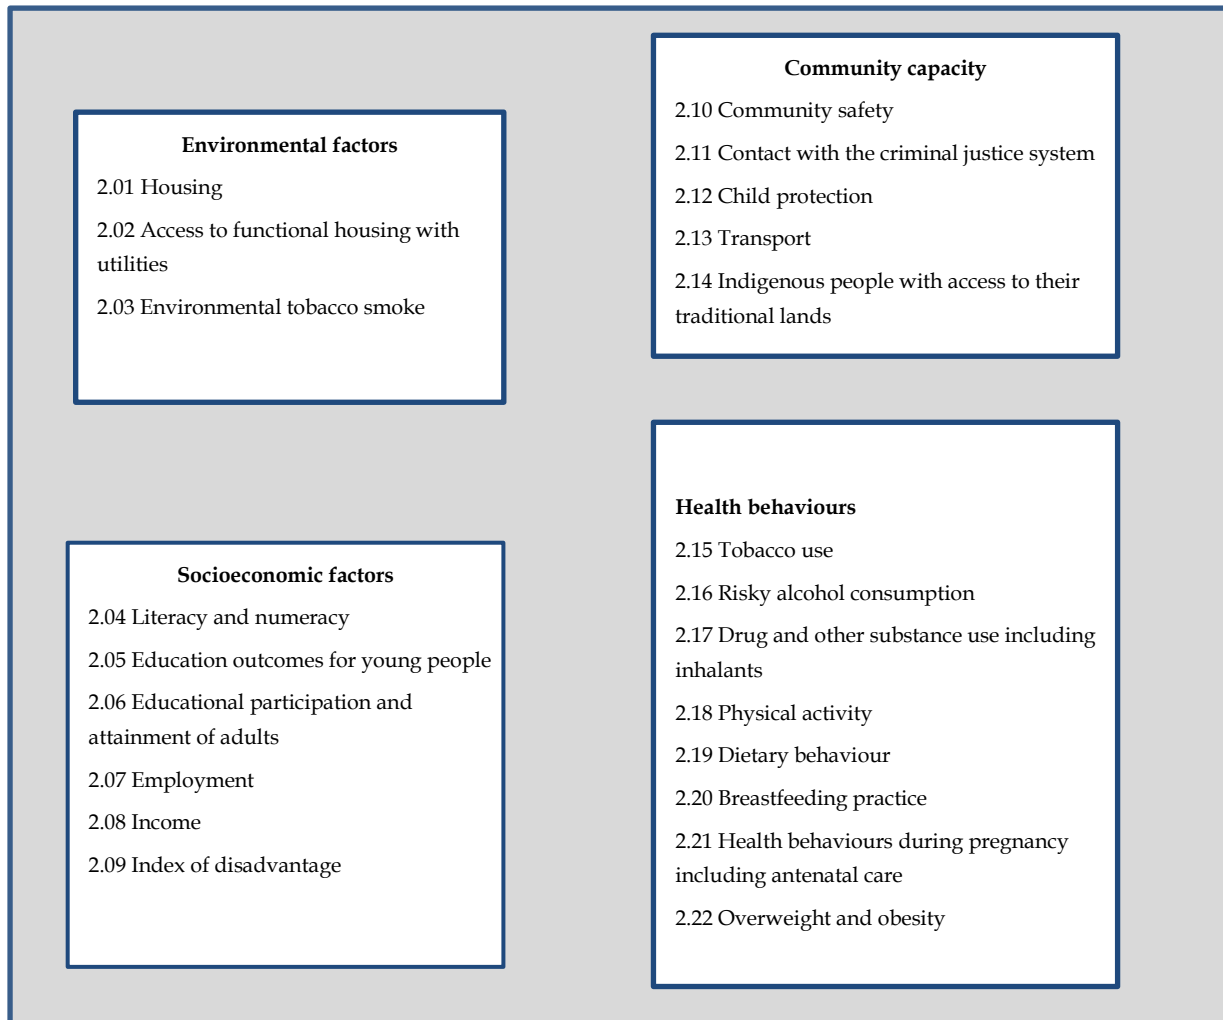 Environmental factors
2.01 Housing
2.02 Access to functional housing with
utilities
2.03 Environmental tobacco smoke
Socioeconomic factors
2.04 Literacy and numeracy
2.05 Education outcomes for young people
2.06 Educational participation and
attainment of adults
2.07 Employment
2.08 Income
2.09 Index of disadvantage
Community capacity
2.10 Community safety
2.11 Contact with the criminal justice system
2.12 Child protection
2.13 Transport
2.14 Indigenous people with access to their
traditional lands
Health behaviours
2.15 Tobacco use
2.16 Risky alcohol consumption
2.17 Drug and other substance use including
inhalants
2.18 Physical activity
2.19 Dietary behaviour
2.20 Breastfeeding practice
2.21 Health behaviours during pregnancy
including antenatal care
2.22 Overweight and obesity